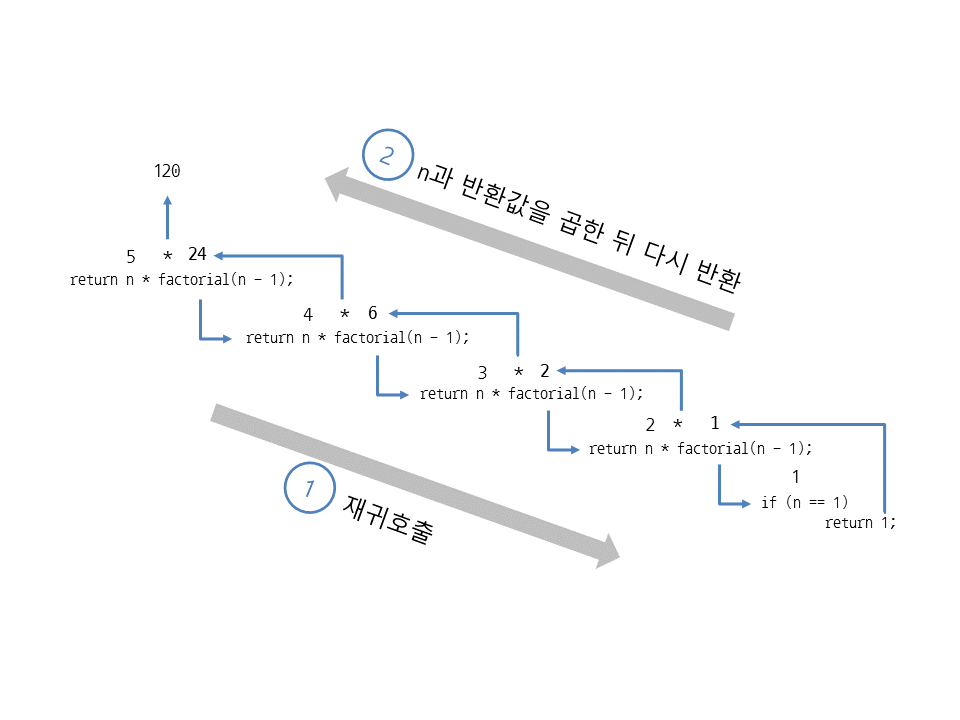 2
n과 반환값을 곱한 뒤 다시 반환
120
5 * 24
return n * factorial(n - 1);
4 * 6
return n * factorial(n - 1);
3 * 2
return n * factorial(n - 1);
2 * 1
return n * factorial(n - 1);
1
if (n == 1)
return 1;
1
재귀호출